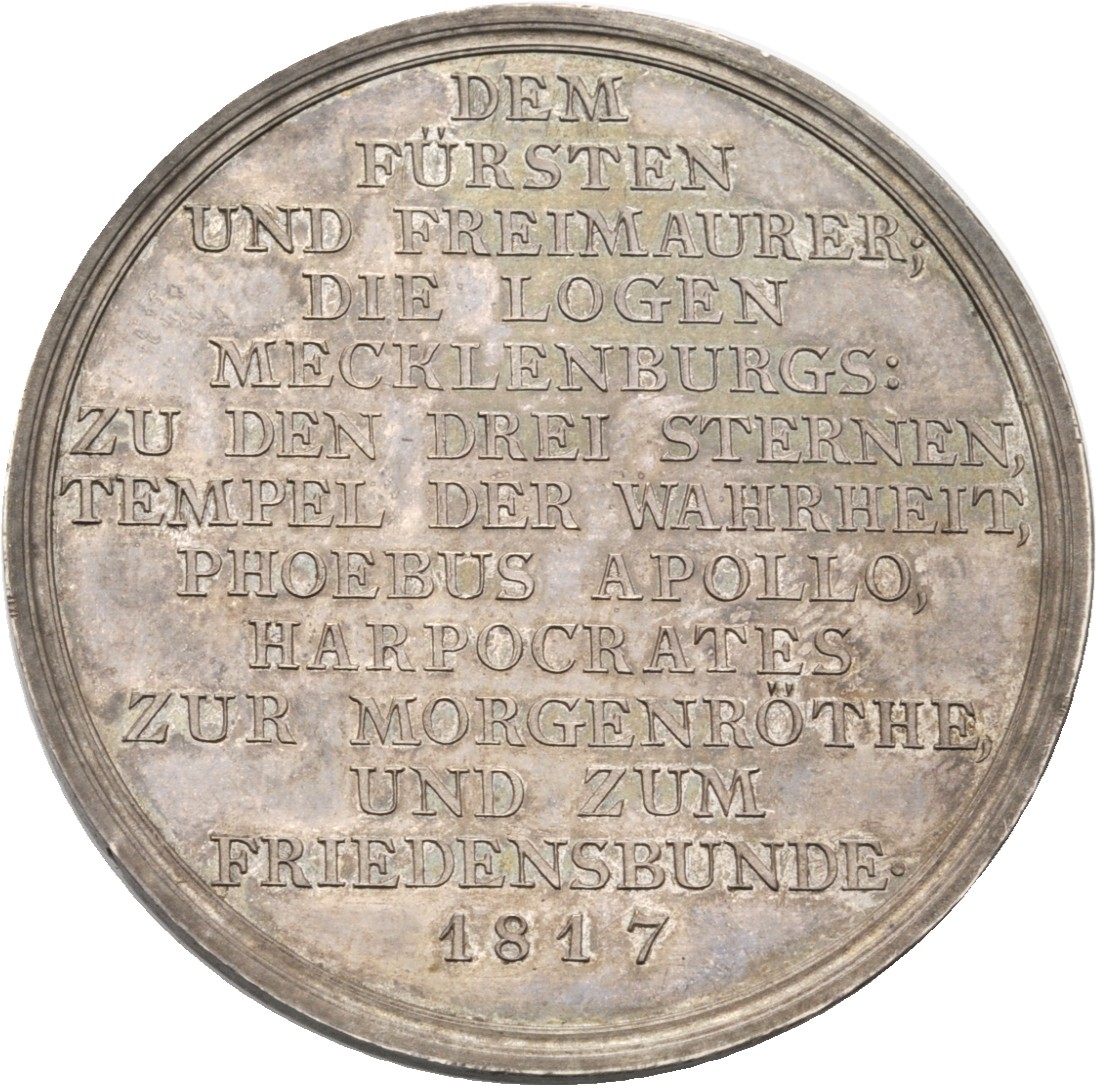 DEM
FÜRSTEN
UND FREIMAURER;
DIE LOGEN
MECKLENBURGS:
ZU DEN DREI STERNEN,
TEMPEL DER WAHRHEIT,
PHOEBUS APOLLO,
HARPOCRATES
ZUR MORGENRÖTHE,
UND ZUM
FRIEDENSBUNDE.
1817